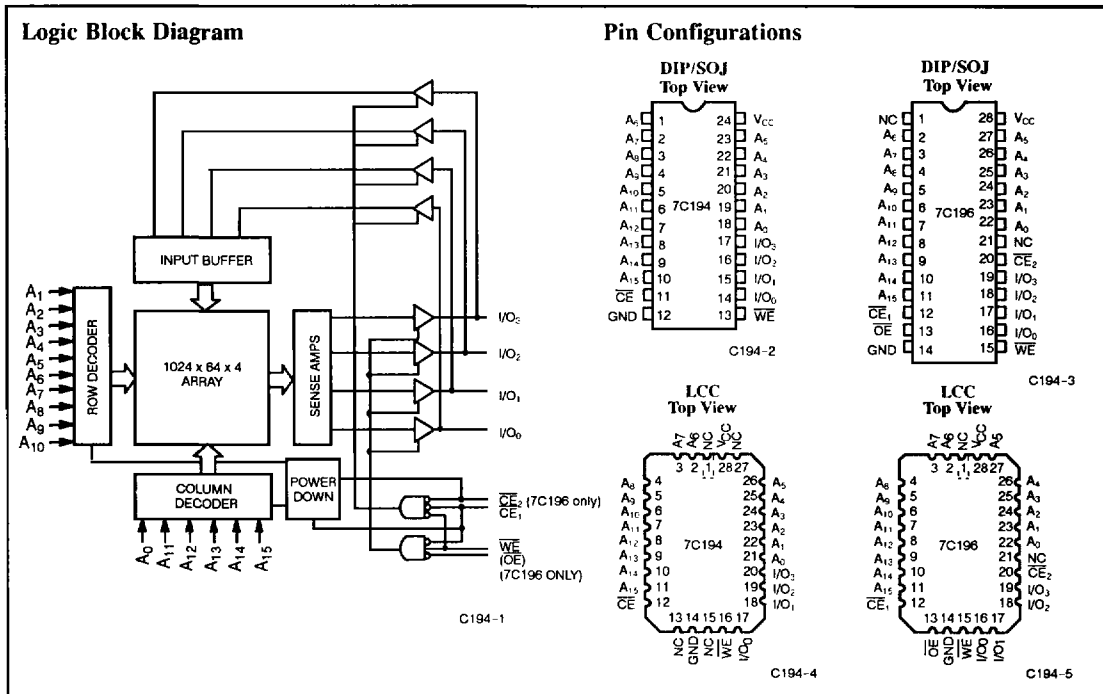 Logic Block Diagram
INPUT BUFFER
A1
A2
A3
A4
A5
A6
A7
A8
A9
A10
ROW DECODER
1024 x 64 x 4
ARRAY
SENSE AMPS
I/O3
I/O2
I/O1
I/O0
COLUMN
DECODER
POWER
DOWN
A0
A11
A12
A13
A14
A15
CE2 (7C196 only)
CE1
WE
(OE)
(7C196 ONLY)
C194-1
Pin Configurations
DIP/SOJ
Top View
A6 1 24 VCC
A7 2 23 A5
A8 3 22 A4
A9 4 21 A3
A10 5 20 A2
A11 6 19 A1
A12 7 18 A0
A13 8 17 I/O3
A14 9 16 I/O2
A15 10 15 I/O1
CE 11 14 I/O0
GND 12 13 WE
7C194
C194-2
DIP/SOJ
Top View
NC 1 28 VCC
A6 2 27 A5
A7 3 26 A4
A8 4 25 A3
A9 5 24 A2
A10 6 23 A1
A11 7 22 A0
A12 8 21 NC
A13 9 20 CE2
A14 10 19 I/O3
A15 11 18 I/O2
CE1 12 17 I/O1
OE 13 16 I/O0
GND 14 15 WE
7C196
C194-3
LCC
Top View
A7 A6 NC VCC NC
3 2 1 28 27
A8 4 26 A5
A9 5 25 A4
A10 6 24 A3
A11 7 23 A2
A12 8 22 A1
A13 9 21 A0
A14 10 20 I/O3
A15 11 19 I/O2
CE 12 18 I/O1
7C194
13 14 15 16 17
NC GND NC WE I/O0
C194-4
LCC
Top View
A7 A6 NC VCC A5
3 2 1 28 27
A8 4 26 A4
A9 5 25 A3
A10 6 24 A2
A11 7 23 A1
A12 8 22 A0
A13 9 21 NC
A14 10 20 CE2
A15 11 19 I/O3
CE1 12 18 I/O2
7C196
13 14 15 16 17
OE GND WE I/O0 I/O1
C194-5